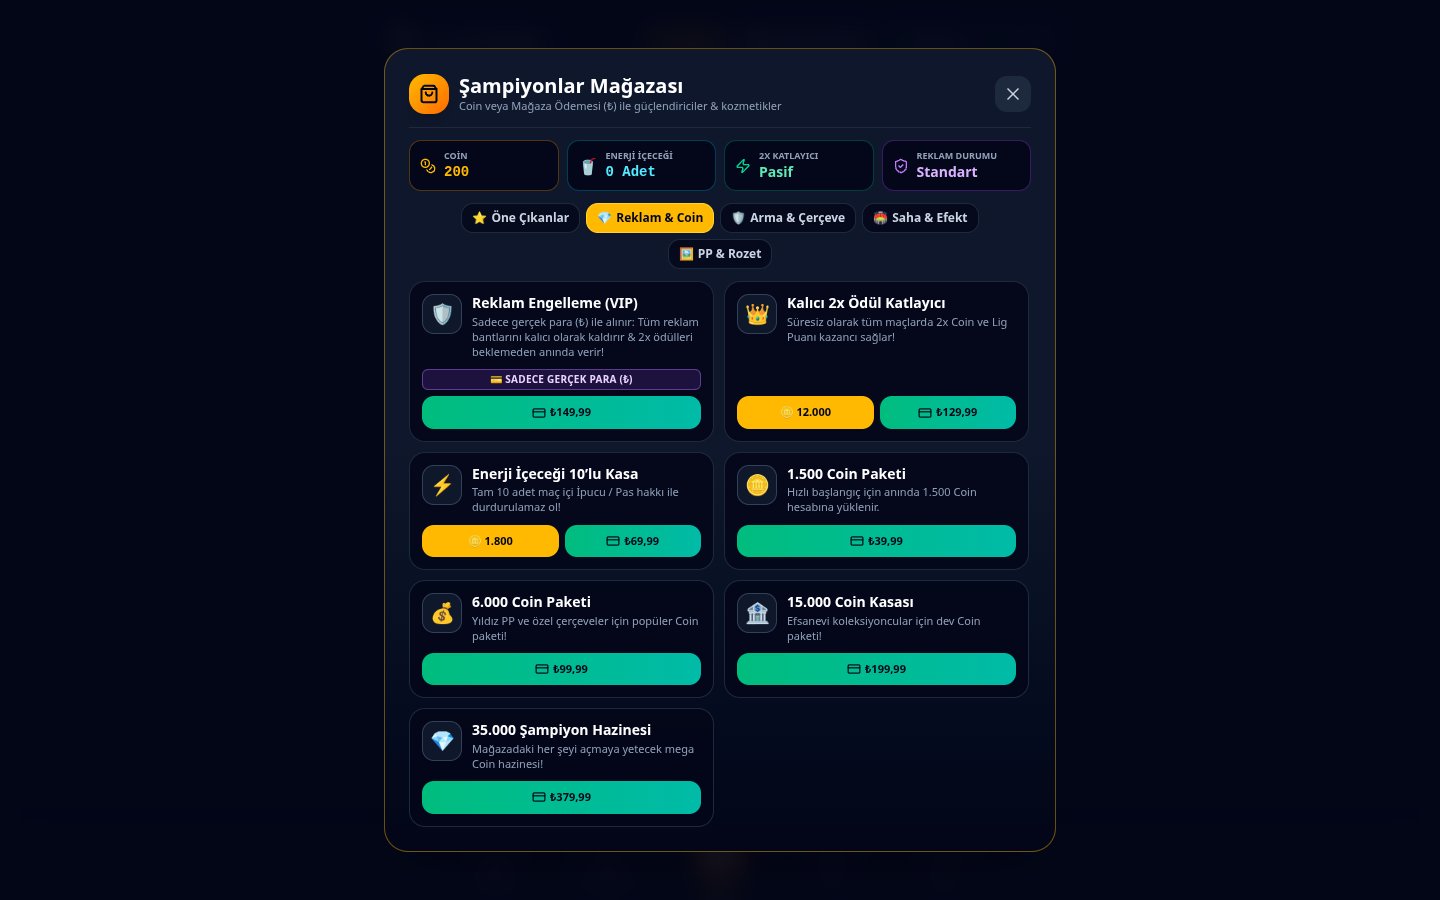 Şampiyonlar Mağazası
Coin veya Mağaza Ödemesi (₺) ile güçlendiriciler & kozmetikler
COİN
200
ENERJİ İÇECEĞİ
0 Adet
2X KATLAYICI
Pasif
REKLAM DURUMU
Standart
Öne Çıkanlar
Reklam & Coin
Arma & Çerçeve
Saha & Efekt
PP & Rozet
Reklam Engelleme (VIP)
Sadece gerçek para (₺) ile alınır: Tüm reklam
bantlarını kalıcı olarak kaldırır & 2x ödülleri
beklemeden anında verir!
SADECE GERÇEK PARA (₺)
₺149,99
Kalıcı 2x Ödül Katlayıcı
Süresiz olarak tüm maçlarda 2x Coin ve Lig
Puanı kazancı sağlar!
12.000
₺129,99
Enerji İçeceği 10'lu Kasa
Tam 10 adet maç içi İpucu / Pas hakkı ile
durdurulamaz ol!
1.800
₺69,99
1.500 Coin Paketi
Hızlı başlangıç için anında 1.500 Coin
hesabına yüklenir.
₺39,99
6.000 Coin Paketi
Yıldız PP ve özel çerçeveler için popüler Coin
paketi!
₺99,99
15.000 Coin Kasası
Efsanevi koleksiyoncular için dev Coin
paketi!
₺199,99
35.000 Şampiyon Hazinesi
Mağazadaki her şeyi açmaya yetecek mega
Coin hazinesi!
₺379,99